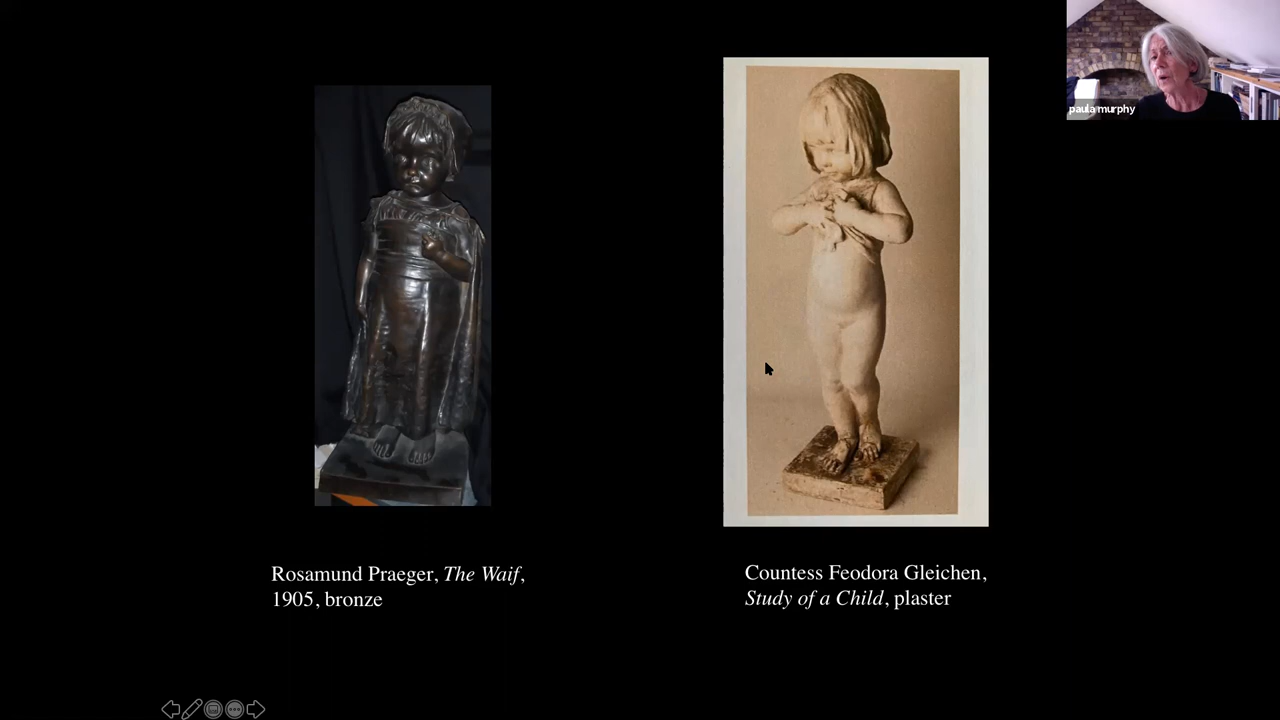 paula murphy
Rosamund Praeger, The Waif,
1905, bronze
Countess Feodora Gleichen,
Study of a Child, plaster